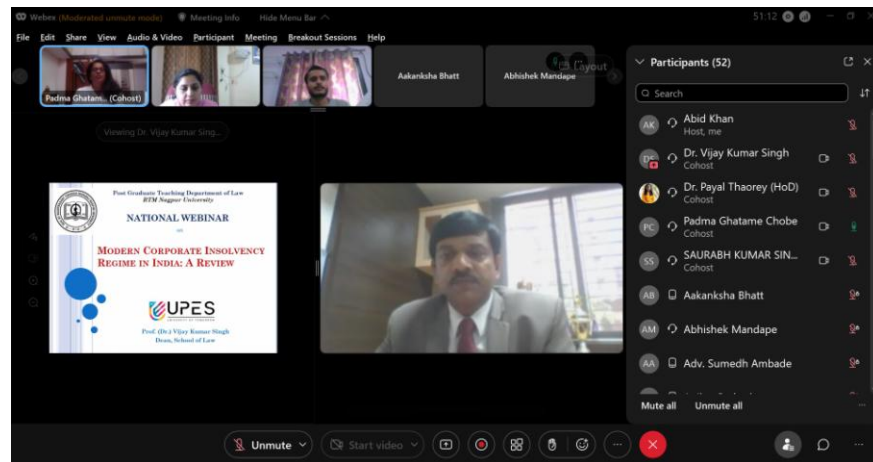 Webex (Moderated unmute mode) Meeting Info Hide Menu Bar
51:12
File Edit Share View Audio & Video Participant Meeting Breakout Sessions Help
Layout
Padma Ghatam... (Cohost)
Aakanksha Bhatt
Abhishek Mandape
Viewing Dr. Vijay Kumar Sing...
Post Graduate Teaching Department of Law
RTM Nagpur University
NATIONAL WEBINAR
on
MODERN CORPORATE INSOLVENCY
REGIME IN INDIA: A REVIEW
UPES
Prof. (Dr.) Vijay Kumar Singh
Dean, School of Law
Participants (52)
Search
AK Abid Khan
Host, me
DS Dr. Vijay Kumar Singh
Cohost
Dr. Payal Thaorey (HoD)
Cohost
PC Padma Ghatame Chobe
Cohost
SS SAURABH KUMAR SIN...
Cohost
AB Aakanksha Bhatt
AM Abhishek Mandape
AA Adv. Sumedh Ambade
Mute all Unmute all
Unmute Start video